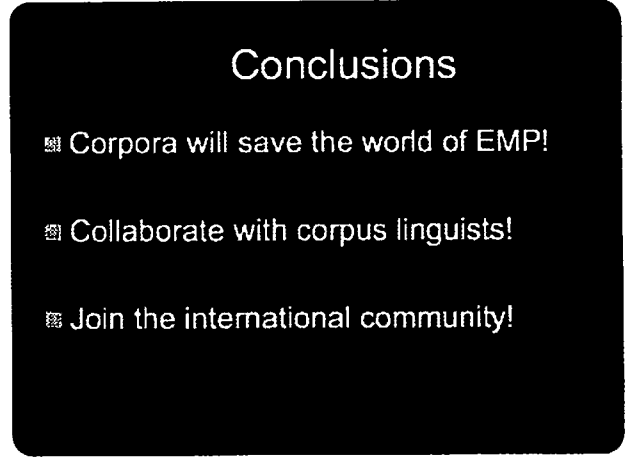 Conclusions
Corpora will save the world of EMP!
Collaborate with corpus linguists!
Join the international community!